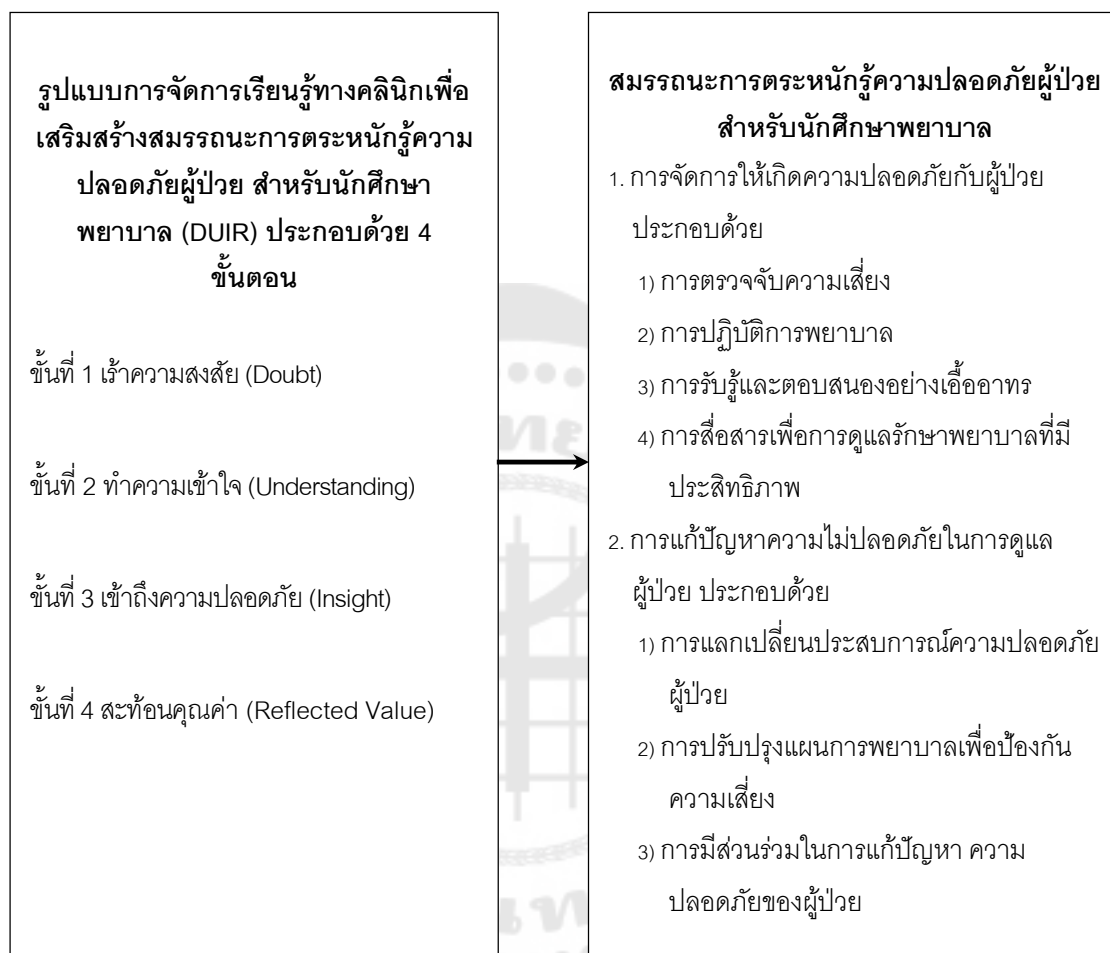 รูปแบบการจัดการเรียนรู้ทางคลินิกเพื่อ
เสริมสร้างสมรรถนะการตระหนักรู้ความ
ปลอดภัยผู้ป่วย สำหรับนักศึกษา
พยาบาล (DUIR) ประกอบด้วย 4
ขั้นตอน
ขั้นที่ 1 เร้าความสงสัย (Doubt)
ขั้นที่ 2 ทำความเข้าใจ (Understanding)
ขั้นที่ 3 เข้าถึงความปลอดภัย (Insight)
ขั้นที่ 4 สะท้อนคุณค่า (Reflected Value)
สมรรถนะการตระหนักรู้ความปลอดภัยผู้ป่วย
สำหรับนักศึกษาพยาบาล
1. การจัดการให้เกิดความปลอดภัยกับผู้ป่วย
ประกอบด้วย
1) การตรวจจับความเสี่ยง
2) การปฏิบัติการพยาบาล
3) การรับรู้และตอบสนองอย่างเอื้ออาทร
4) การสื่อสารเพื่อการดูแลรักษาพยาบาลที่มี
ประสิทธิภาพ
2. การแก้ปัญหาความไม่ปลอดภัยในการดูแล
ผู้ป่วย ประกอบด้วย
1) การแลกเปลี่ยนประสบการณ์ความปลอดภัย
ผู้ป่วย
2) การปรับปรุงแผนการพยาบาลเพื่อป้องกัน
ความเสี่ยง
3) การมีส่วนร่วมในการแก้ปัญหา ความ
ปลอดภัยของผู้ป่วย